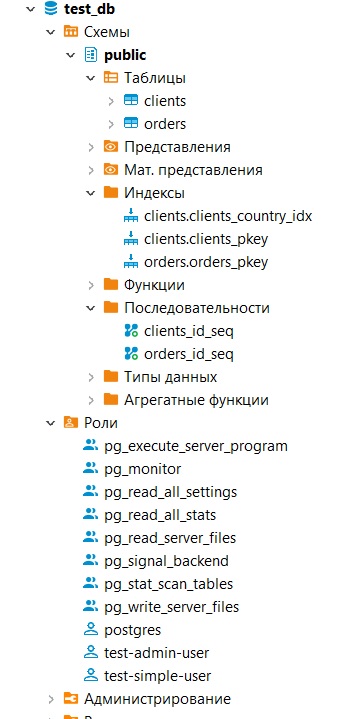 test_db
Схемы
public
Таблицы
clients
orders
Представления
Мат. представления
Индексы
clients.clients_country_idx
clients.clients_pkey
orders.orders_pkey
Функции
Последовательности
clients_id_seq
orders_id_seq
Типы данных
Агрегатные функции
Роли
pg_execute_server_program
pg_monitor
pg_read_all_settings
pg_read_all_stats
pg_read_server_files
pg_signal_backend
pg_stat_scan_tables
pg_write_server_files
postgres
test-admin-user
test-simple-user
Администрирование